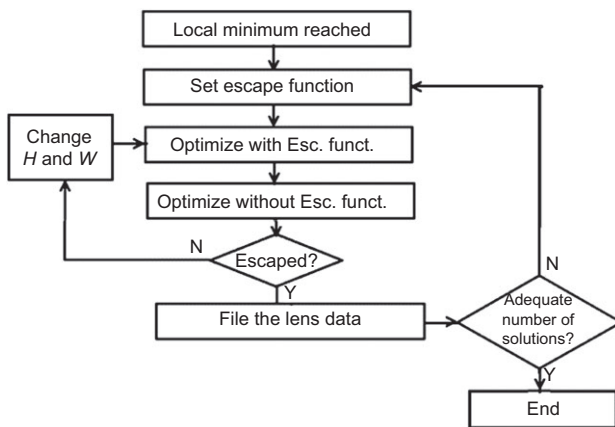 Local minimum reached
Set escape function
Change
H and W
Optimize with Esc. funct.
Optimize without Esc. funct.
N
Escaped?
Y
N
File the lens data
Adequate
number of
solutions?
Y
End